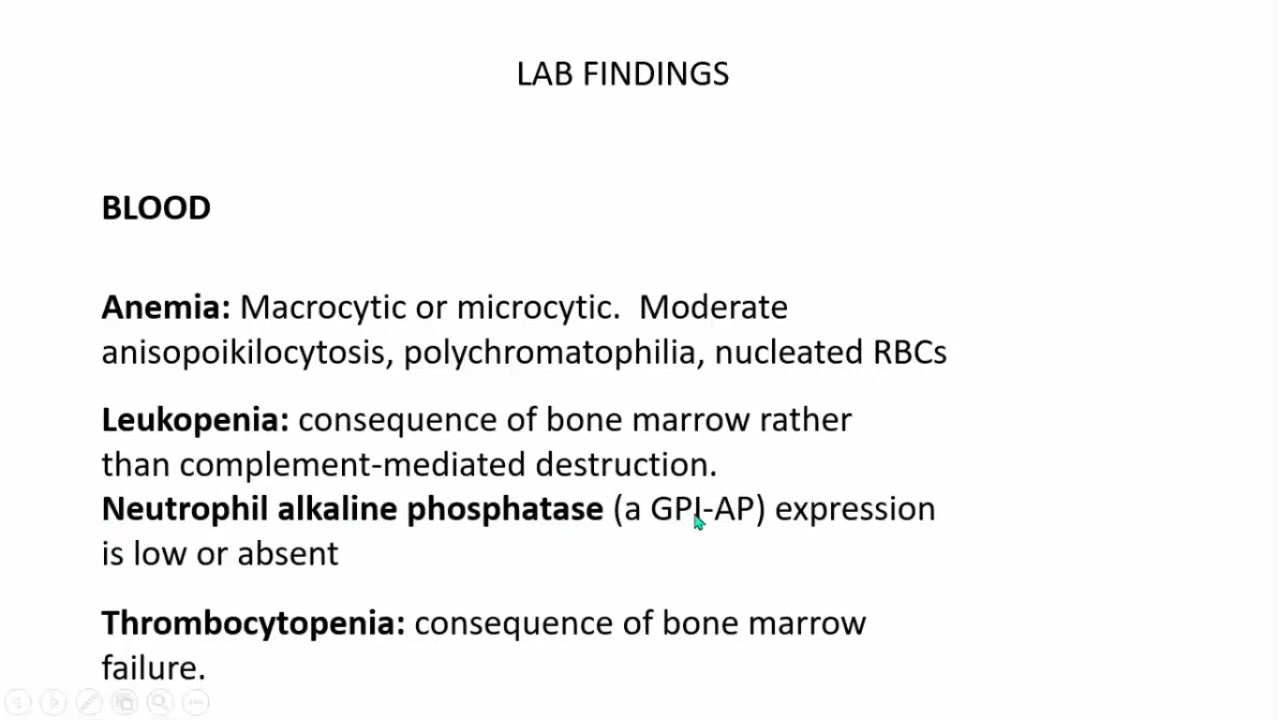 LAB FINDINGS
BLOOD
Anemia: Macrocytic or microcytic.  Moderate
anisopoikilocytosis, polychromatophilia, nucleated RBCs
Leukopenia: consequence of bone marrow rather
than complement-mediated destruction.
Neutrophil alkaline phosphatase (a GPI-AP) expression
is low or absent
Thrombocytopenia: consequence of bone marrow
failure.